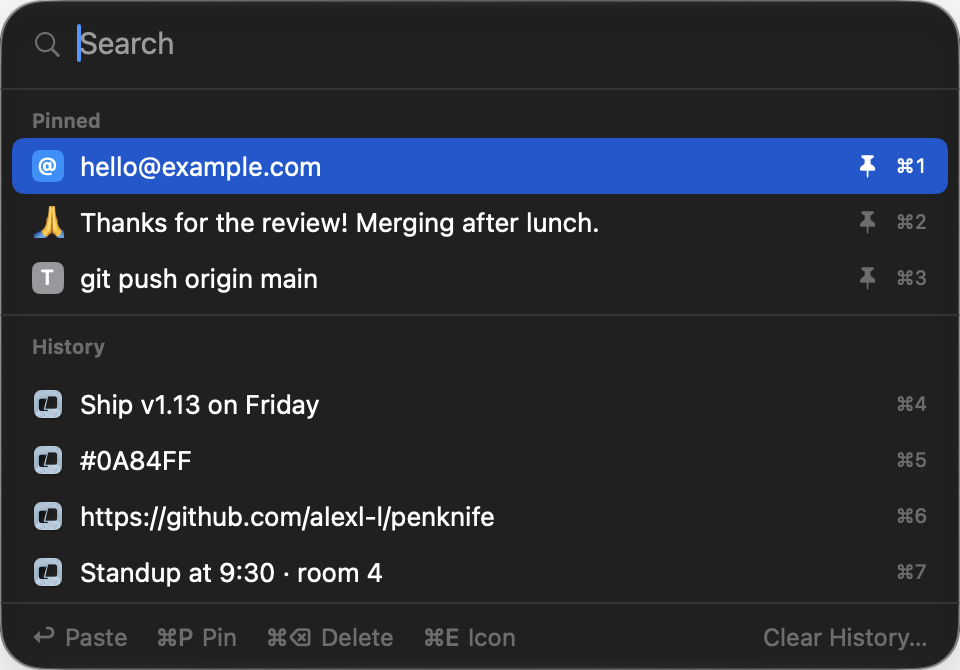 Search
Pinned
@ hello@example.com ⌘1
🙏 Thanks for the review! Merging after lunch. ⌘2
T git push origin main ⌘3
History
Ship v1.13 on Friday ⌘4
#0A84FF ⌘5
https://github.com/alexl-l/penknife ⌘6
Standup at 9:30 · room 4 ⌘7
↩ Paste ⌘P Pin ⌘⌫ Delete ⌘E Icon Clear History...